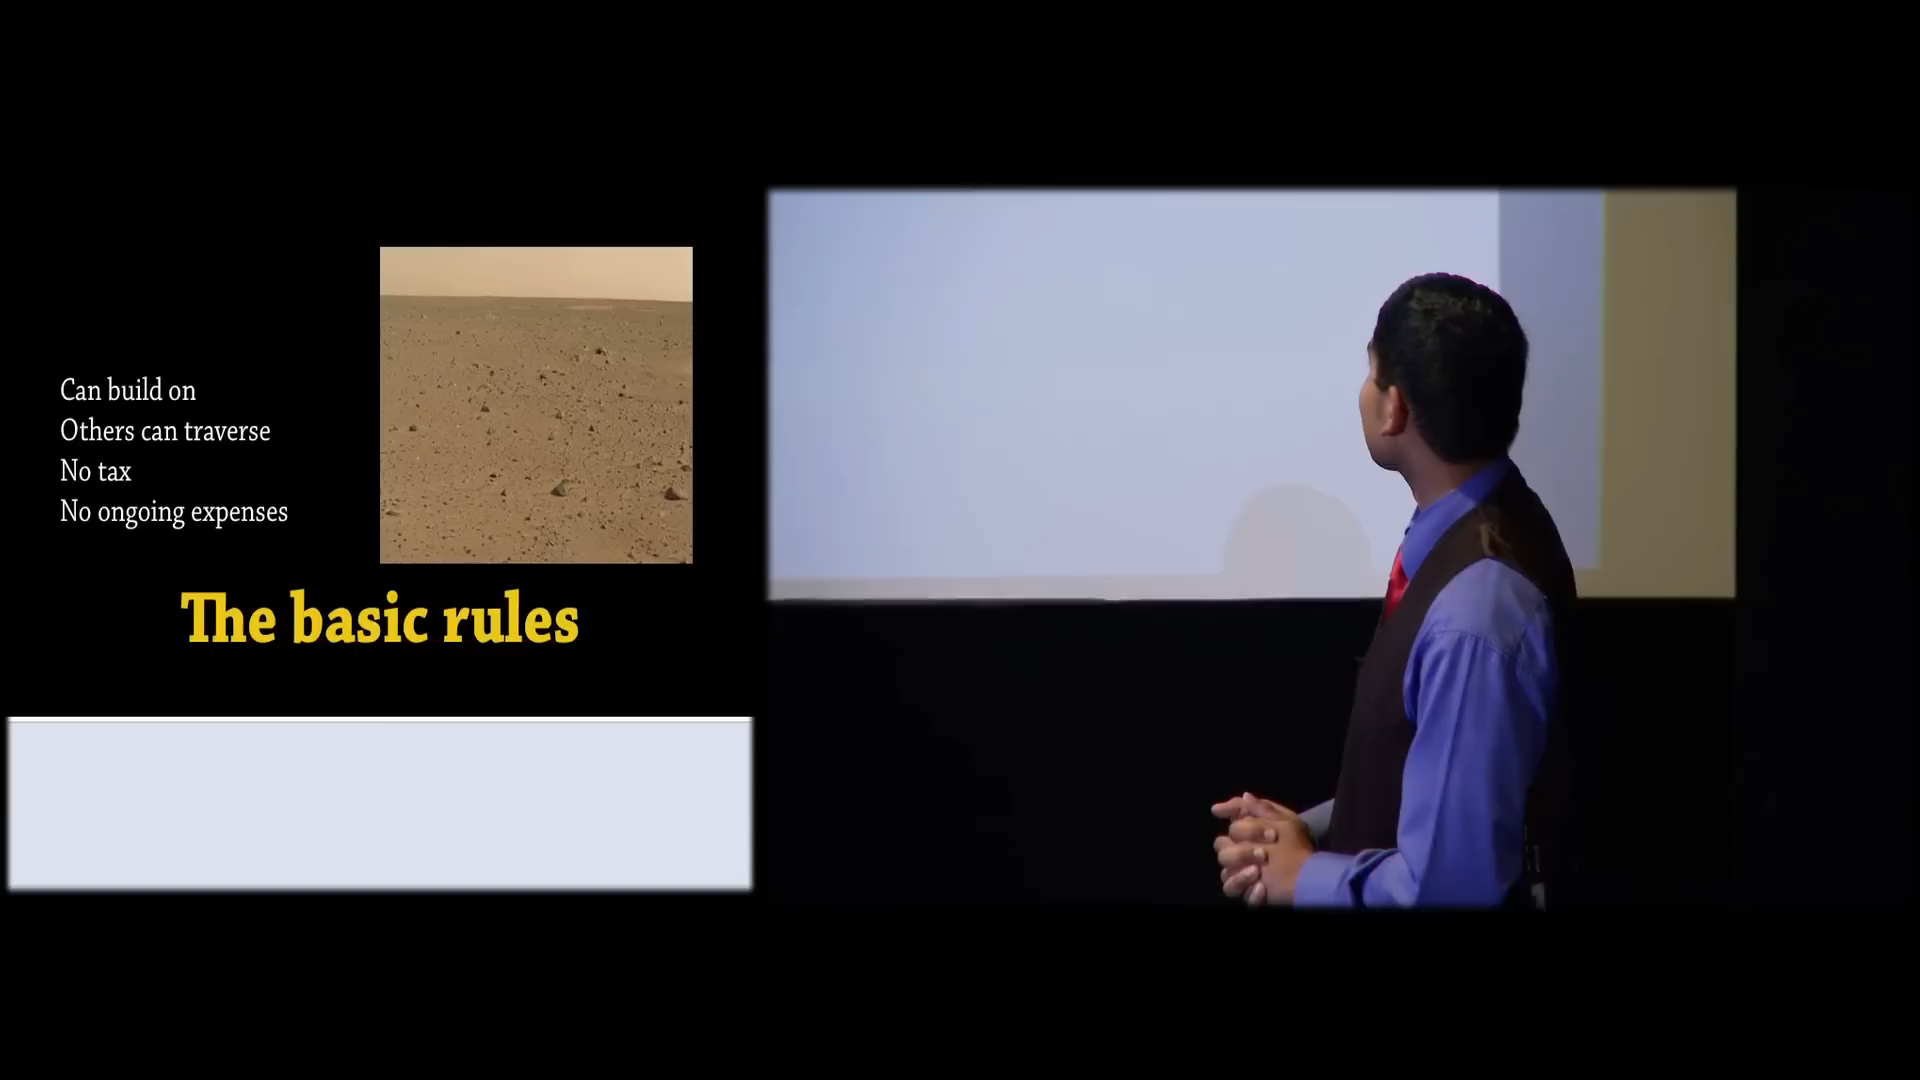 Can build on
Others can traverse
No tax
No ongoing expenses
The basic rules